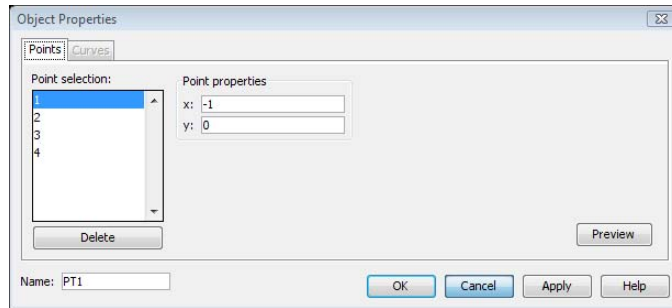 Object Properties
Points Curves
Point selection:
1
2
3
4
Delete
Point properties
x: -1
y: 0
Preview
Name: PT1
OK Cancel Apply Help